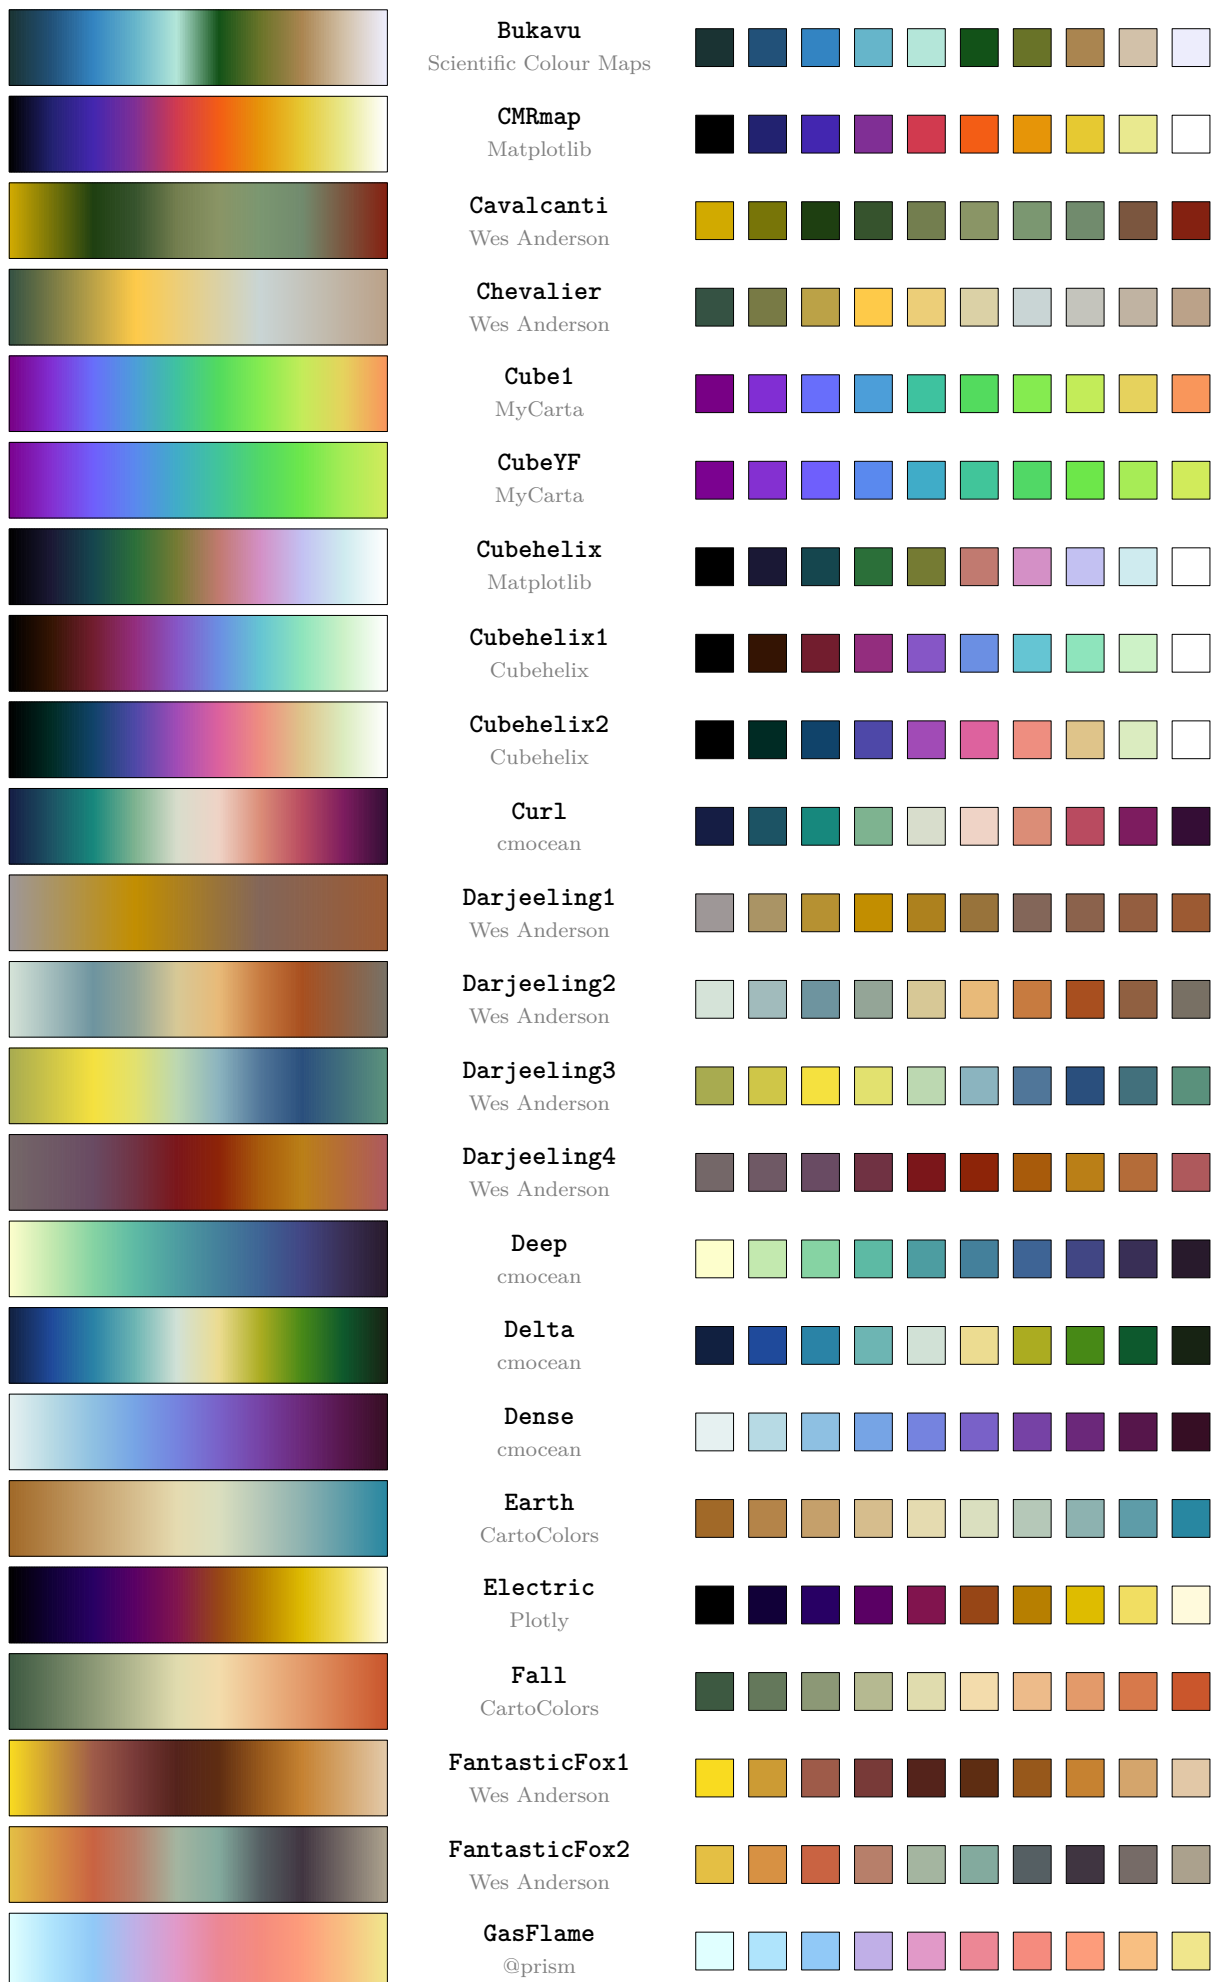 Bukavu
Scientific Colour Maps
CMRmap
Matplotlib
Cavalcanti
Wes Anderson
Chevalier
Wes Anderson
Cube1
MyCarta
CubeYF
MyCarta
Cubehelix
Matplotlib
Cubehelix1
Cubehelix
Cubehelix2
Cubehelix
Curl
cmocean
Darjeeling1
Wes Anderson
Darjeeling2
Wes Anderson
Darjeeling3
Wes Anderson
Darjeeling4
Wes Anderson
Deep
cmocean
Delta
cmocean
Dense
cmocean
Earth
CartoColors
Electric
Plotly
Fall
CartoColors
FantasticFox1
Wes Anderson
FantasticFox2
Wes Anderson
GasFlame
@prism